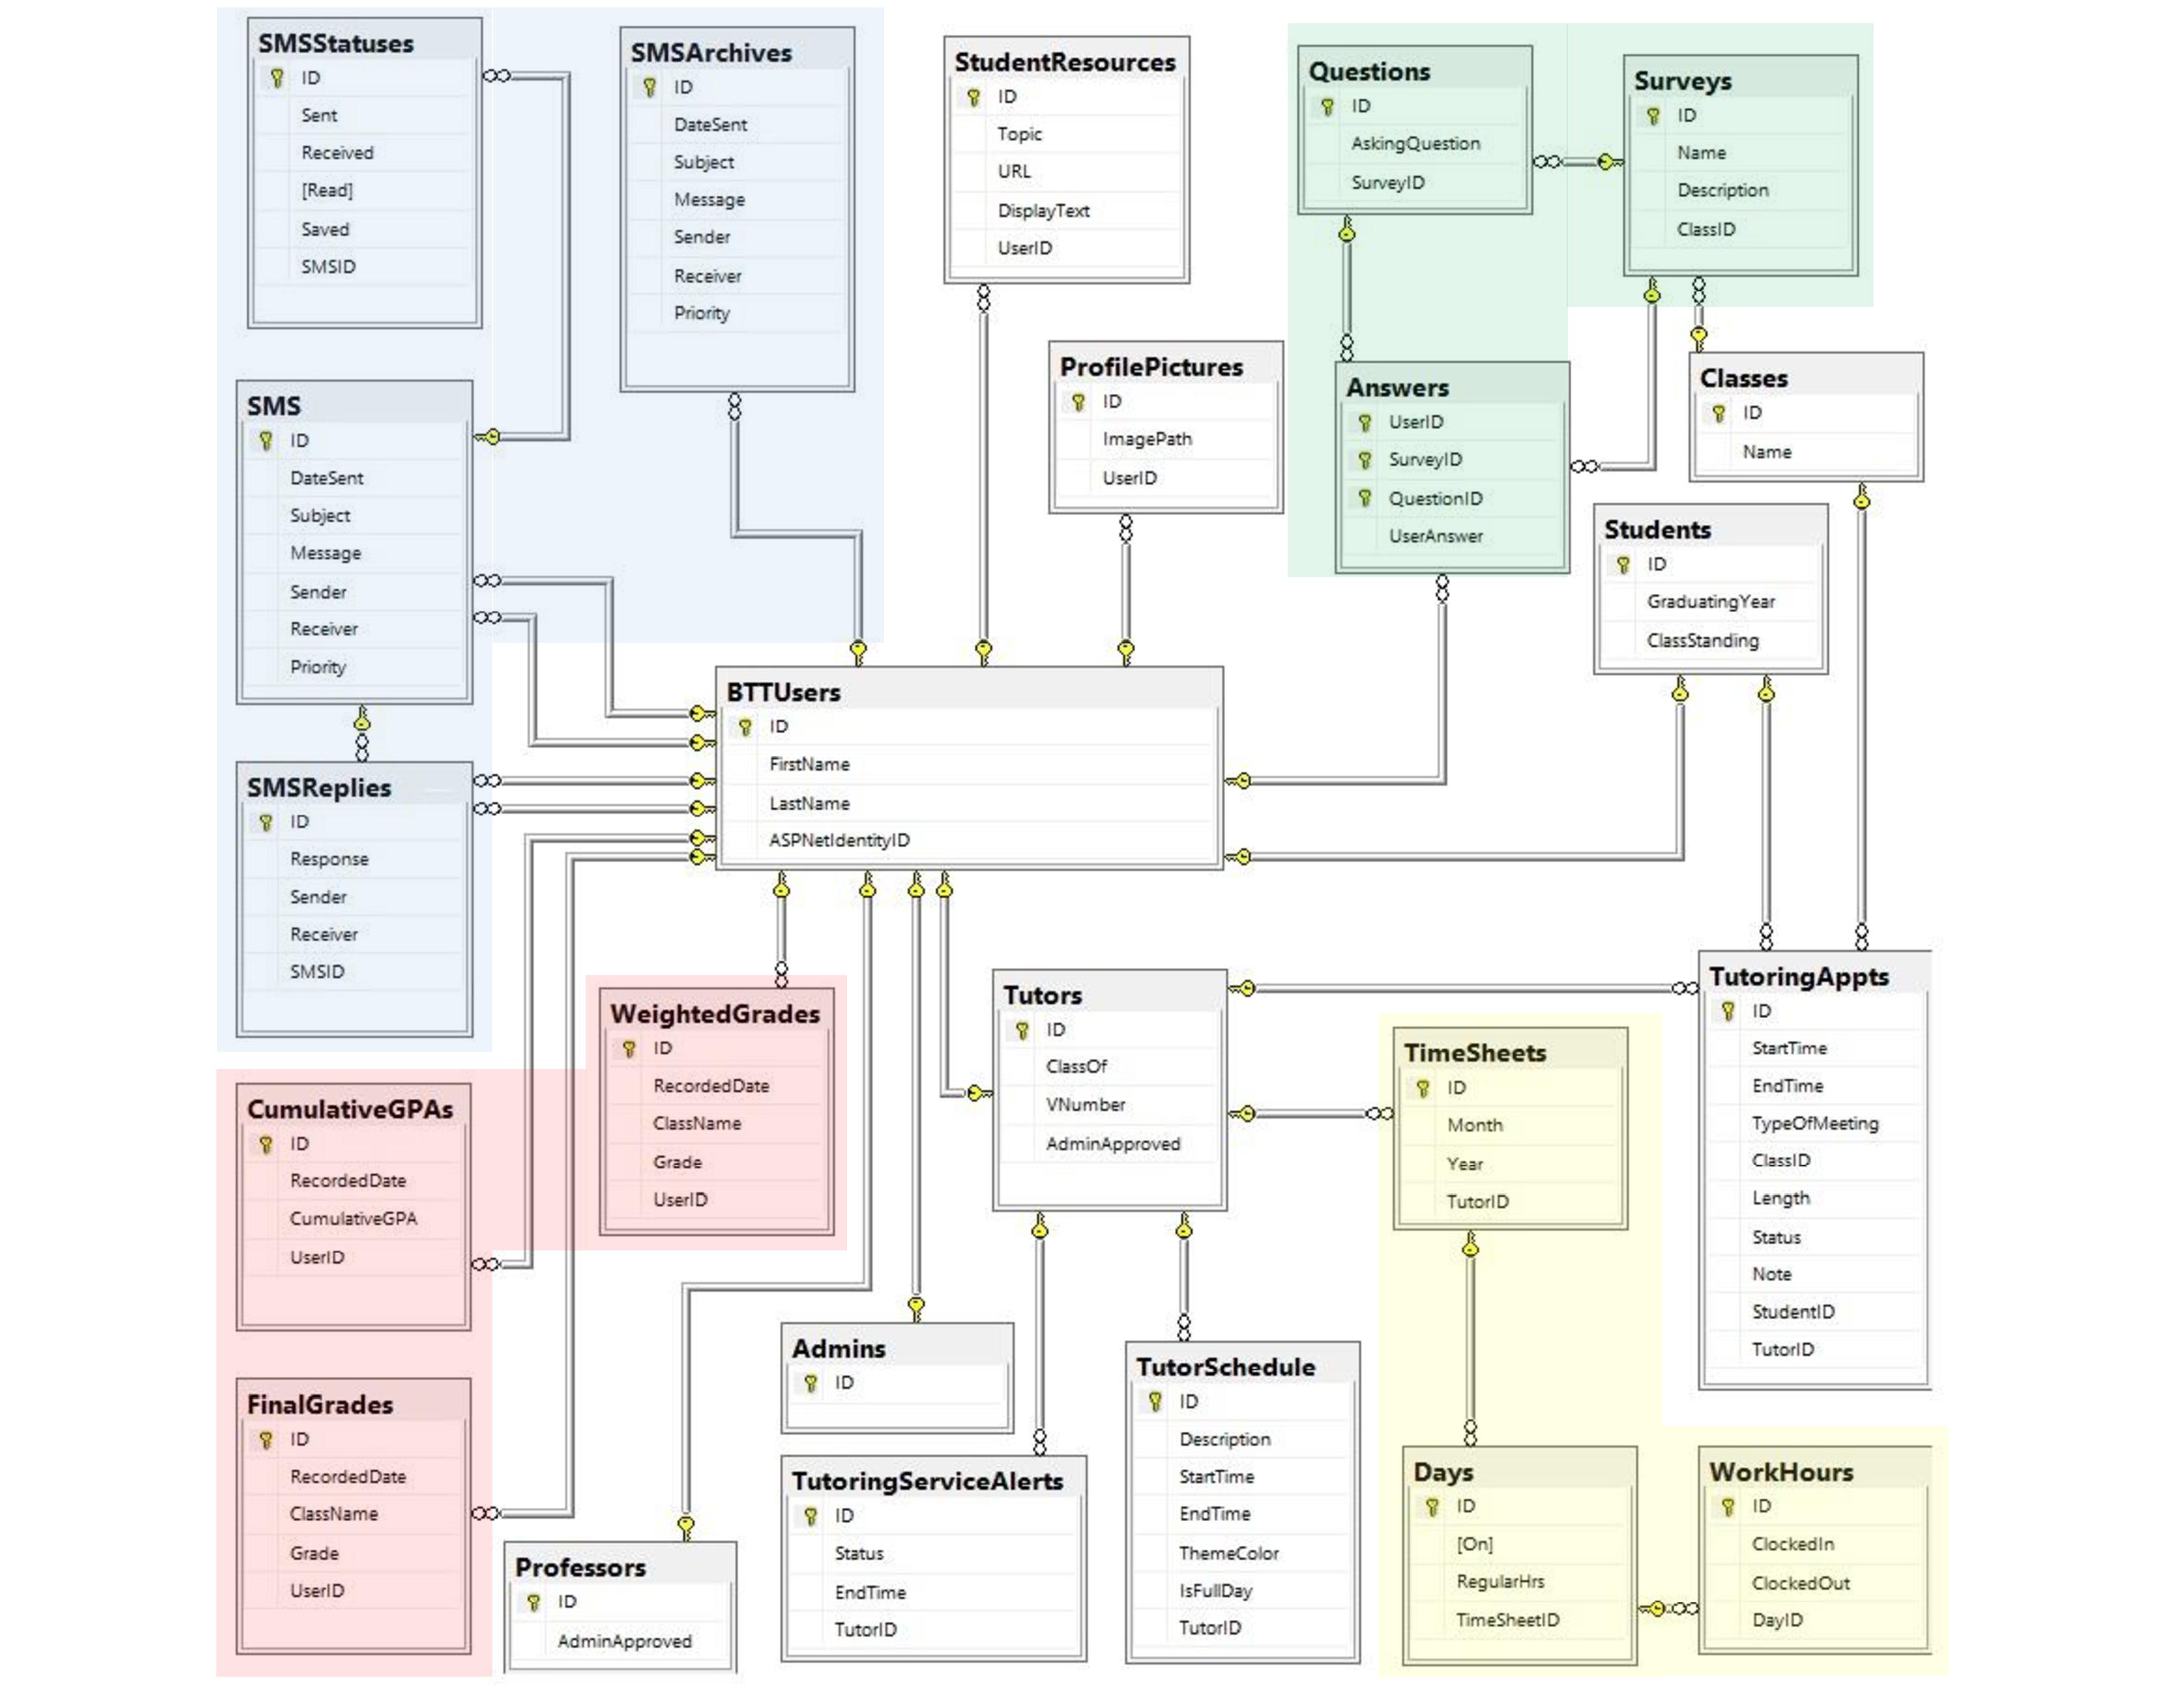 SMSStatuses
ID
Sent
Received
[Read]
Saved
SMSID
SMSArchives
ID
DateSent
Subject
Message
Sender
Receiver
Priority
StudentResources
ID
Topic
URL
DisplayText
UserID
Questions
ID
AskingQuestion
SurveyID
Surveys
ID
Name
Description
ClassID
ProfilePictures
ID
ImagePath
UserID
Answers
UserID
SurveyID
QuestionID
UserAnswer
Classes
ID
Name
SMS
ID
DateSent
Subject
Message
Sender
Receiver
Priority
Students
ID
GraduatingYear
ClassStanding
BTTUsers
ID
FirstName
LastName
ASPNetIdentityID
SMSReplies
ID
Response
Sender
Receiver
SMSID
WeightedGrades
ID
RecordedDate
ClassName
Grade
UserID
Tutors
ID
ClassOf
VNumber
AdminApproved
TimeSheets
ID
Month
Year
TutorID
TutoringAppts
ID
StartTime
EndTime
TypeOfMeeting
ClassID
Length
Status
Note
StudentID
TutorID
CumulativeGPAs
ID
RecordedDate
CumulativeGPA
UserID
FinalGrades
ID
RecordedDate
ClassName
Grade
UserID
Professors
ID
AdminApproved
Admins
ID
TutoringServiceAlerts
ID
Status
EndTime
TutorID
TutorSchedule
ID
Description
StartTime
EndTime
ThemeColor
IsFullDay
TutorID
Days
ID
[On]
RegularHrs
TimeSheetID
WorkHours
ID
ClockedIn
ClockedOut
DayID